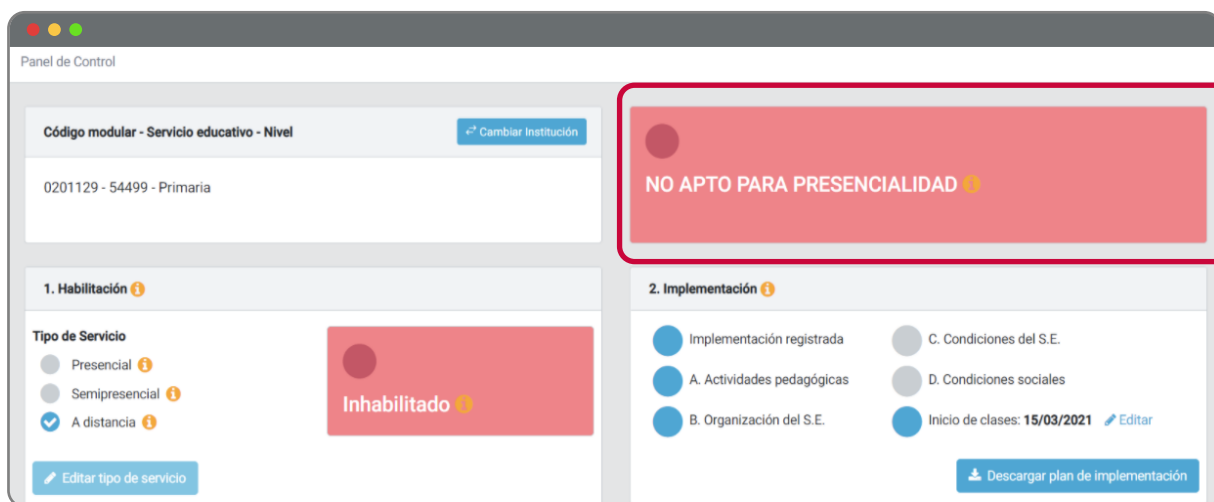 Panel de Control
Código modular - Servicio educativo - Nivel
Cambiar Institución
0201129 - 54499 - Primaria
NO APTO PARA PRESENCIALIDAD
1. Habilitación
Tipo de Servicio
Presencial
Semipresencial
A distancia
Inhabilitado
Editar tipo de servicio
2. Implementación
Implementación registrada
A. Actividades pedagógicas
B. Organización del S.E.
C. Condiciones del S.E.
D. Condiciones sociales
Inicio de clases: 15/03/2021 Editar
Descargar plan de implementación